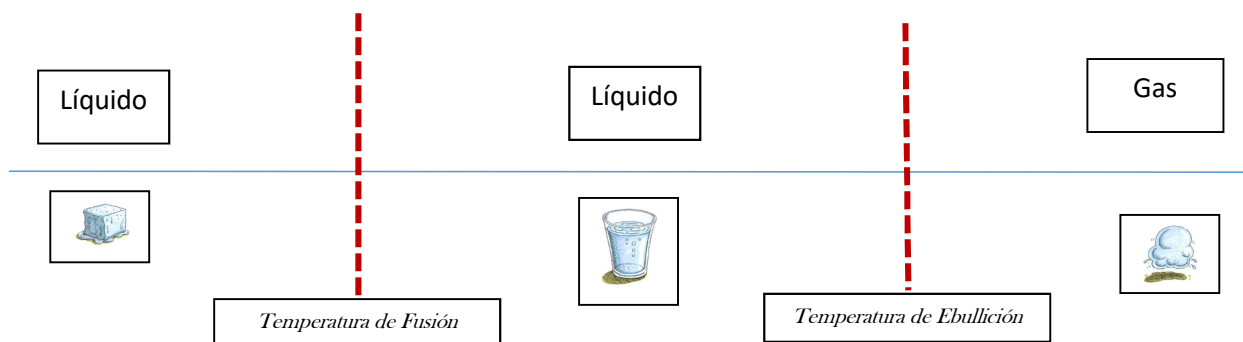 Líquido
Líquido
Gas
Temperatura de Fusión
Temperatura de Ebullición